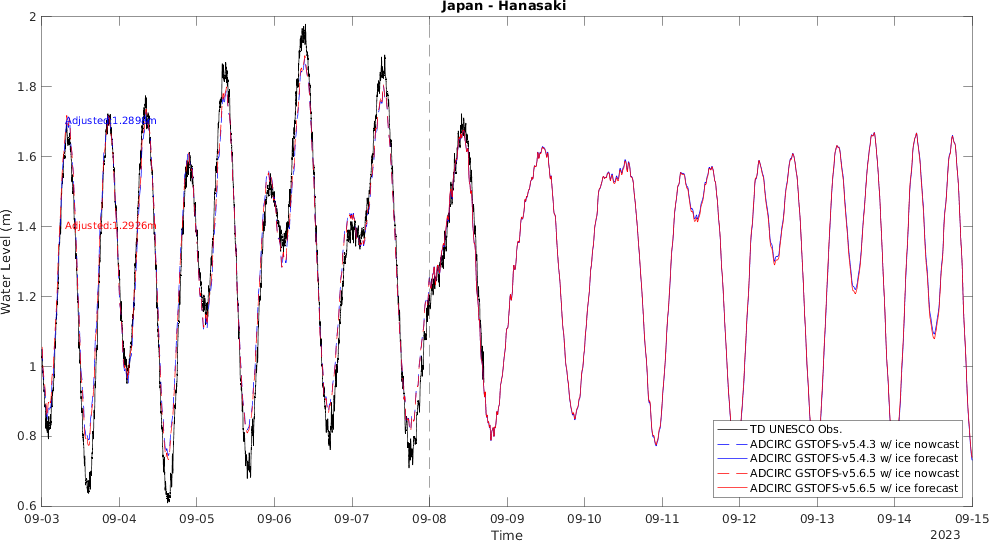 Japan - Hanasaki
Water Level (m)
2
1.8
1.6
1.4
1.2
1
0.8
0.6
Adjusted:1.2898m
Adjusted:1.2926m
TD UNESCO Obs.
ADCIRC GSTOFS-v5.4.3 w/ ice nowcast
ADCIRC GSTOFS-v5.4.3 w/ ice forecast
ADCIRC GSTOFS-v5.6.5 w/ ice nowcast
ADCIRC GSTOFS-v5.6.5 w/ ice forecast
09-03 09-04 09-05 09-06 09-07 09-08 09-09 09-10 09-11 09-12 09-13 09-14 09-15
Time
2023